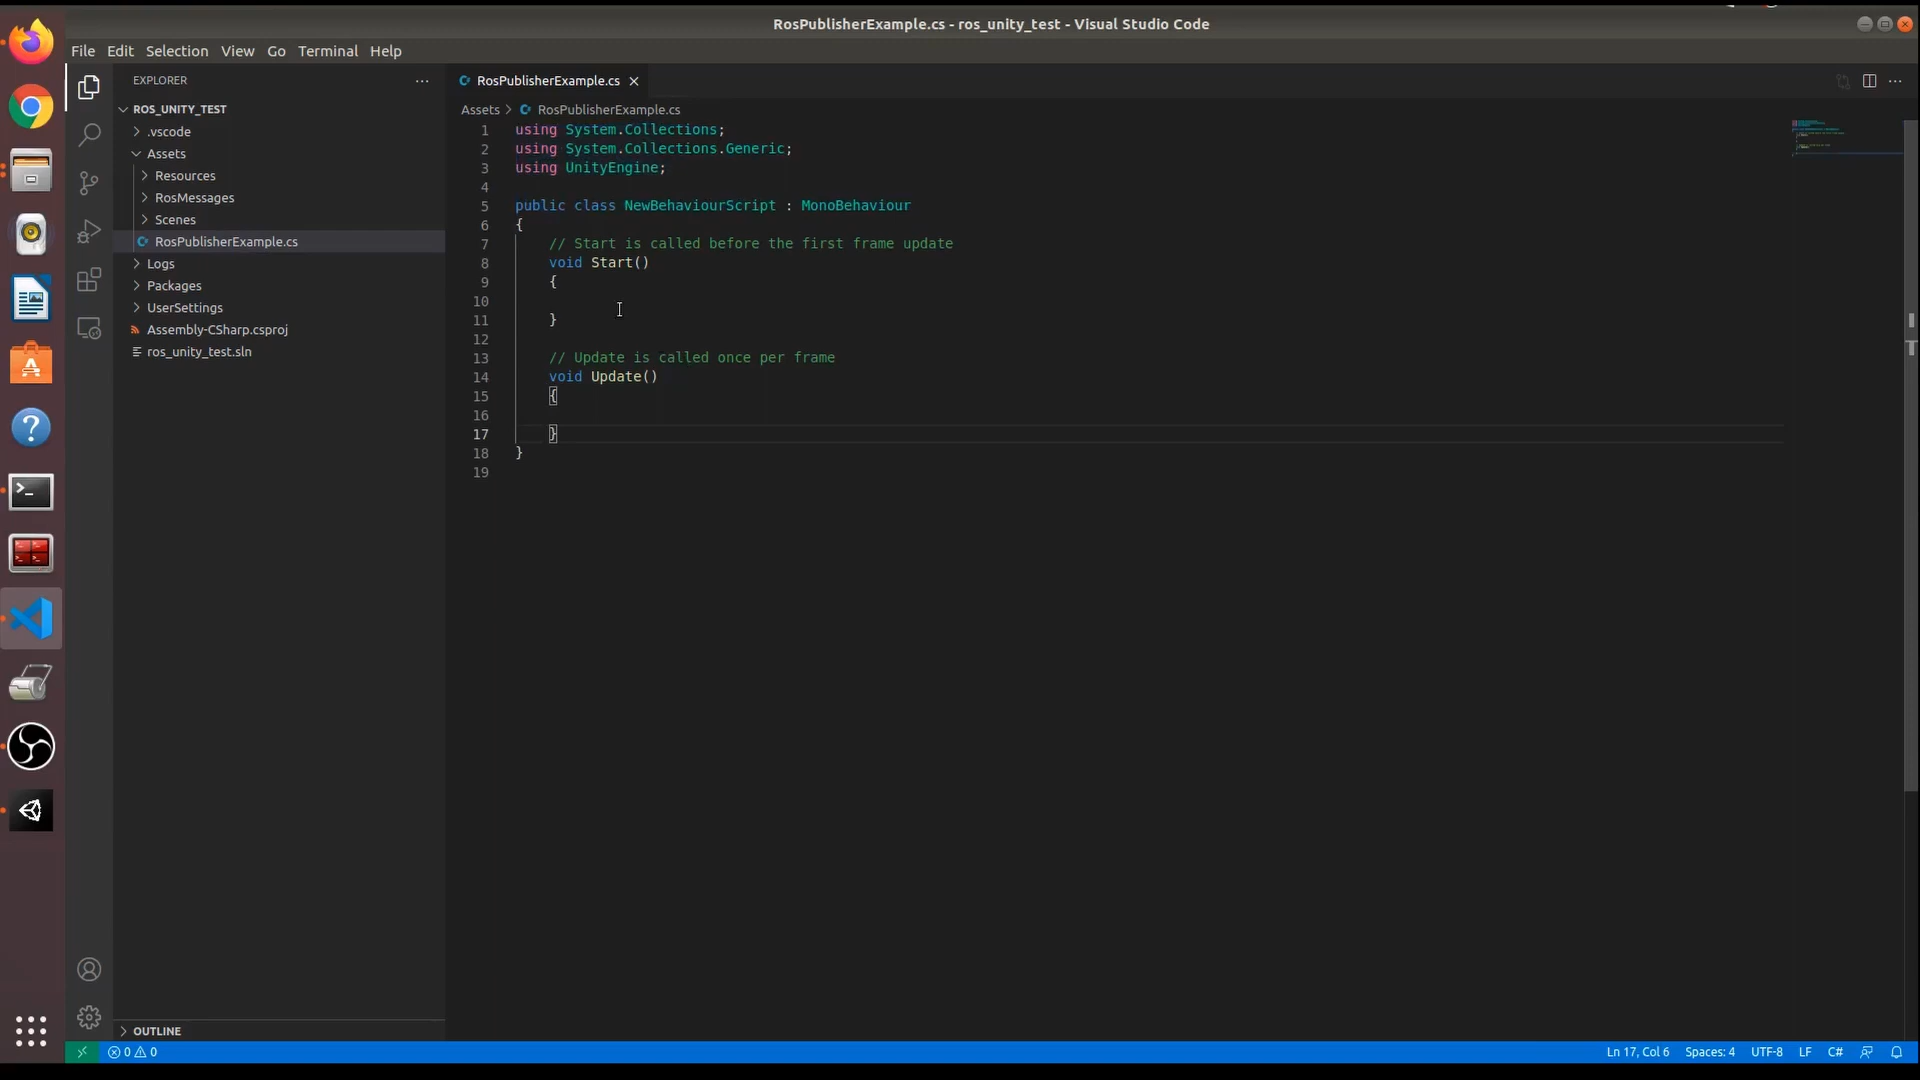 RosPublisherExample.cs - ros_unity_test - Visual Studio Code
File Edit Selection View Go Terminal Help
EXPLORER
ROS_UNITY_TEST
.vscode
Assets
Resources
RosMessages
Scenes
RosPublisherExample.cs
Logs
Packages
UserSettings
Assembly-CSharp.csproj
ros_unity_test.sln
OUTLINE
RosPublisherExample.cs
Assets > RosPublisherExample.cs
1 using System.Collections;
2 using System.Collections.Generic;
3 using UnityEngine;
4
5 public class NewBehaviourScript : MonoBehaviour
6 {
7 // Start is called before the first frame update
8 void Start()
9 {
10
11 }
12
13 // Update is called once per frame
14 void Update()
15 {
16
17 }
18 }
19
0 0 Ln 17, Col 6 Spaces: 4 UTF-8 LF C#